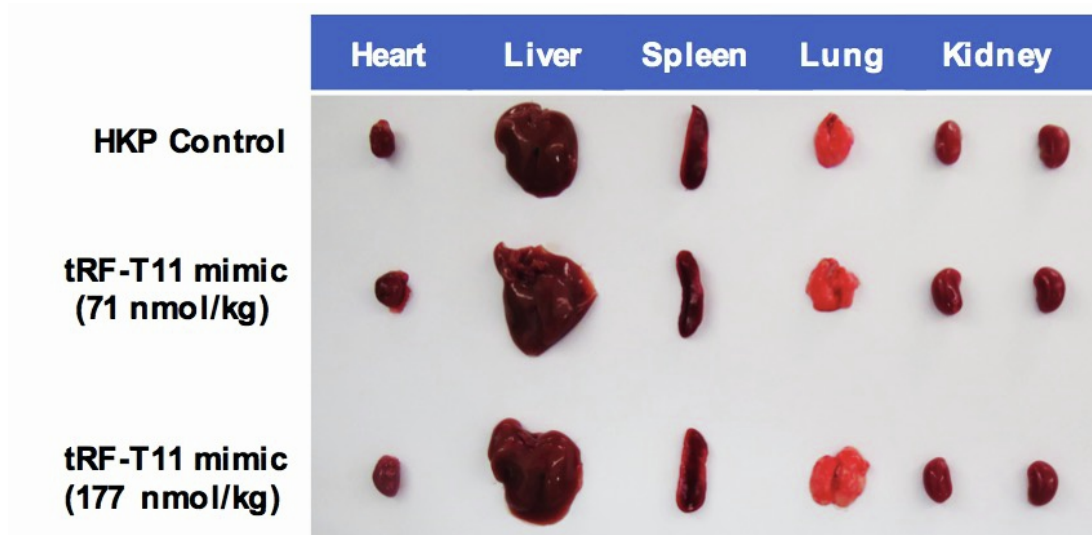 Heart Liver Spleen Lung Kidney
HKP Control
tRF-T11 mimic
(71 nmol/kg)
tRF-T11 mimic
(177 nmol/kg)